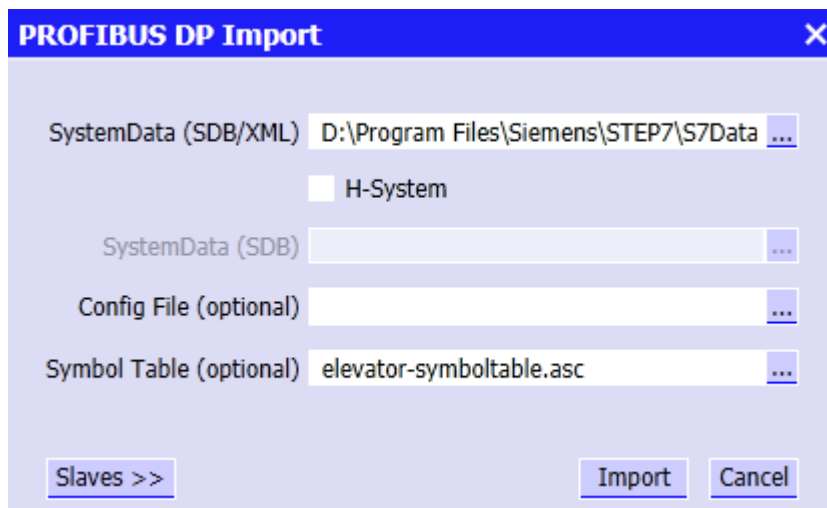 PROFIBUS DP Import
SystemData (SDB/XML) D:\Program Files\Siemens\STEP7\S7Data ...
H-System
SystemData (SDB) ...
Config File (optional) ...
Symbol Table (optional) elevator-symboltable.asc ...
Slaves >> Import Cancel